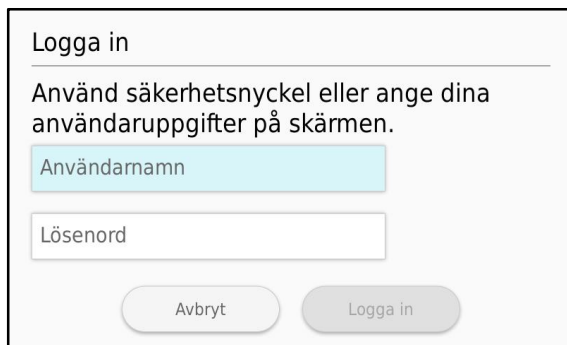 Logga in
Använd säkerhetsnyckel eller ange dina
användaruppgifter på skärmen.
Användarnamn
Lösenord
Avbryt
Logga in